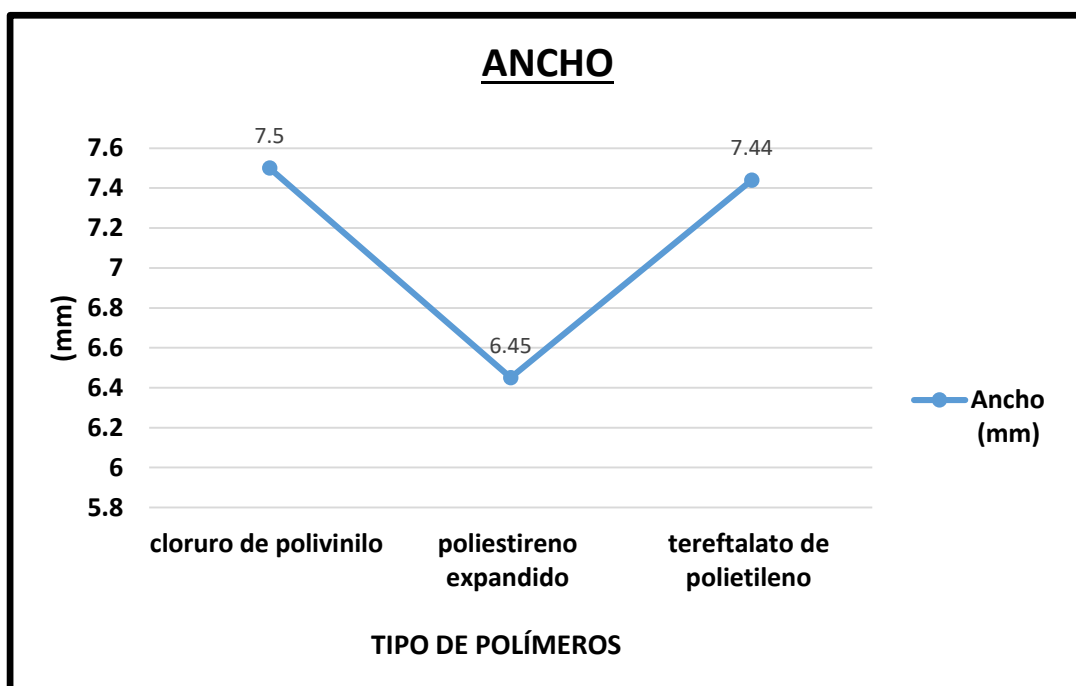 ANCHO
7.5
7.44
6.45
7.6
7.4
7.2
7
6.8
6.6
6.4
6.2
6
5.8
(mm)
cloruro de polivinilo
poliestireno
expandido
tereftalato de
polietileno
TIPO DE POLÍMEROS
Ancho
(mm)